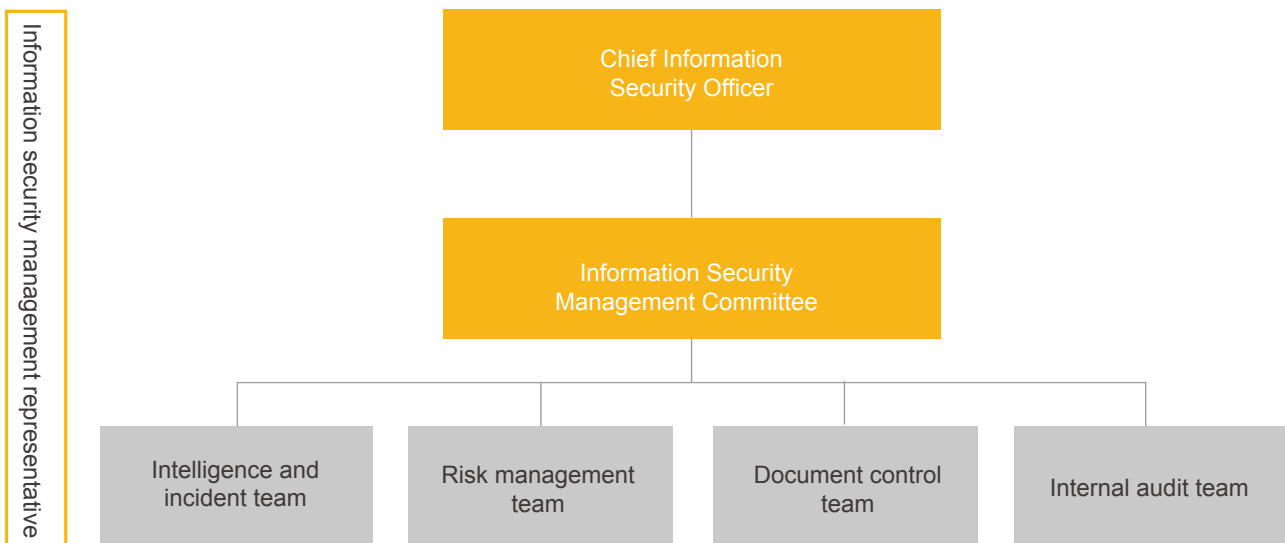 Information security management representative
Chief Information
Security Officer
Information Security
Management Committee
Intelligence and
incident team
Risk management
team
Document control
team
Internal audit team